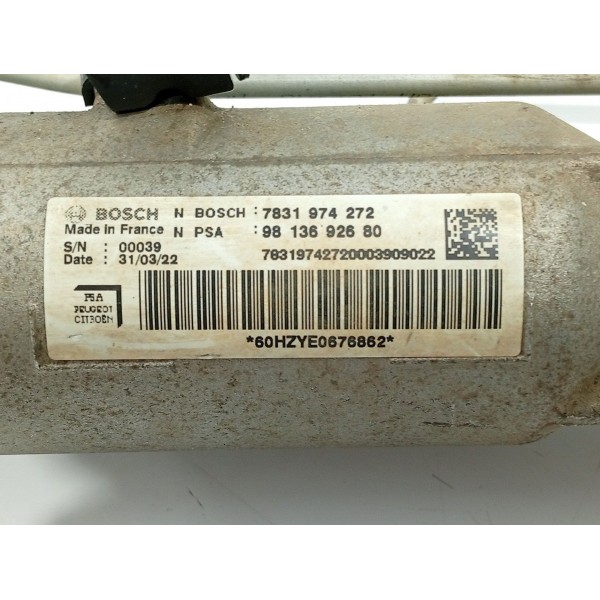 BOSCH N BOSCH : 7831 974 272
Made in France N PSA : 98 136 926 80
S/N : 00039
Date : 31/03/22 78319742720003909022
PSA
PEUGEOT
CITROËN
*60HZYE0676862*